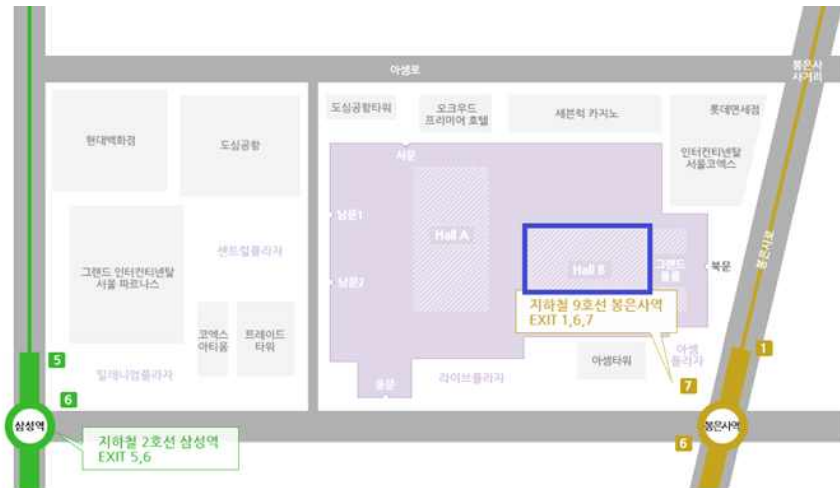 아셈로
봉은사
사거리
현대백화점
도심공항
도심공항타워
오크우드
프리미어 호텔
세븐럭 카지노
롯데면세점
인터컨티넨탈
서울코엑스
서문
남문1
Hall A
센트럴플라자
그랜드 인터컨티넨탈
서울 파르나스
남문2
Hall B
그랜드
볼룸
북문
봉은사로
지하철 9호선 봉은사역
EXIT 1,6,7
코엑스
아티움
트레이드
타워
밀레니엄플라자
동문
라이브플라자
아셈타워
아셈
플라자
5
6
1
7
6
삼성역
봉은사역
지하철 2호선 삼성역
EXIT 5,6